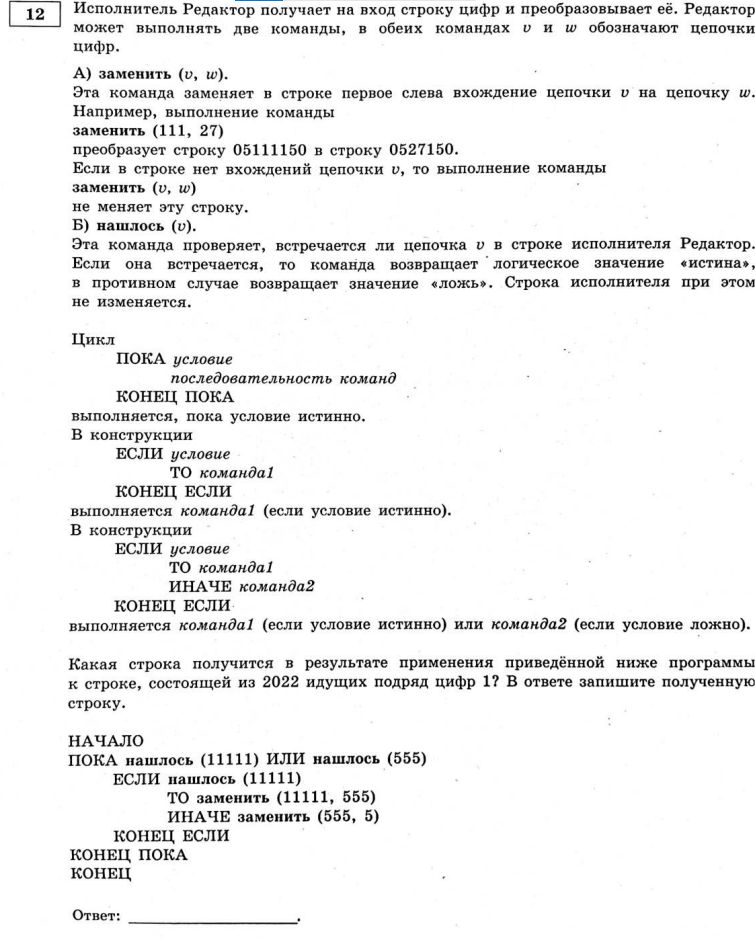 12
Исполнитель Редактор получает на вход строку цифр и преобразовывает её. Редактор
может выполнять две команды, в обеих командах v и w обозначают цепочки
цифр.
А) заменить (v, w).
Эта команда заменяет в строке первое слева вхождение цепочки v на цепочку w.
Например, выполнение команды
заменить (111, 27)
преобразует строку 05111150 в строку 0527150.
Если в строке нет вхождений цепочки v, то выполнение команды
заменить (v, w)
не меняет эту строку.
Б) нашлось (v).
Эта команда проверяет, встречается ли цепочка v в строке исполнителя Редактор.
Если она встречается, то команда возвращает логическое значение «истина»,
в противном случае возвращает значение «ложь». Строка исполнителя при этом
не изменяется.
Цикл
ПОКА условие
последовательность команд
КОНЕЦ ПОКА
выполняется, пока условие истинно.
В конструкции
ЕСЛИ условие
ТО команда1
КОНЕЦ ЕСЛИ
выполняется команда1 (если условие истинно).
В конструкции
ЕСЛИ условие
ТО команда1
ИНАЧЕ команда2
КОНЕЦ ЕСЛИ
выполняется команда1 (если условие истинно) или команда2 (если условие ложно).
Какая строка получится в результате применения приведённой ниже программы
к строке, состоящей из 2022 идущих подряд цифр 1? В ответе запишите полученную
строку.
НАЧАЛО
ПОКА нашлось (11111) ИЛИ нашлось (555)
ЕСЛИ нашлось (11111)
ТО заменить (11111, 555)
ИНАЧЕ заменить (555, 5)
КОНЕЦ ЕСЛИ
КОНЕЦ ПОКА
КОНЕЦ
Ответ: ____________________.